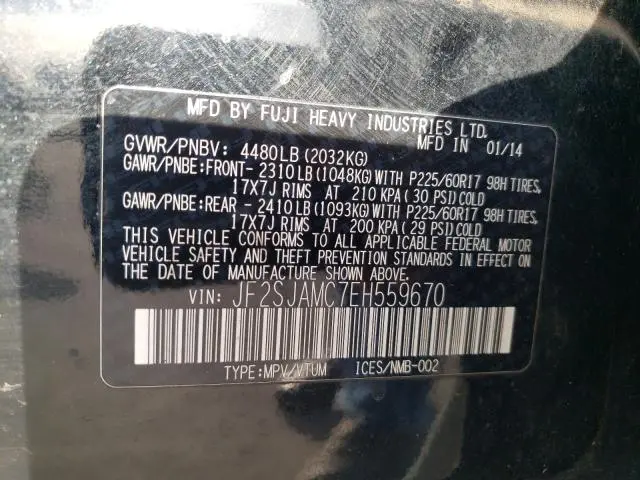 MFD BY FUJI HEAVY INDUSTRIES LTD.
MFD IN 01/14
GVWR/PNBV: 4480LB (2032KG)
GAWR/PNBE:FRONT- 2310LB (1048KG) WITH P225/60R17 98H TIRES,
17X7J RIMS AT 210 KPA ( 30 PSI) COLD
GAWR/PNBE:REAR - 2410LB (1093KG) WITH P225/60R17 98H TIRES,
17X7J RIMS AT 200 KPA ( 29 PSI) COLD
THIS VEHICLE CONFORMS TO ALL APPLICABLE FEDERAL MOTOR
VEHICLE SAFETY AND THEFT PREVENTION STANDARDS IN EFFECT ON
THE DATE OF MANUFACTURE SHOWN ABOVE.
VIN: JF2SJAMC7EH559670
TYPE:MPV/VTUM ICES/NMB-002